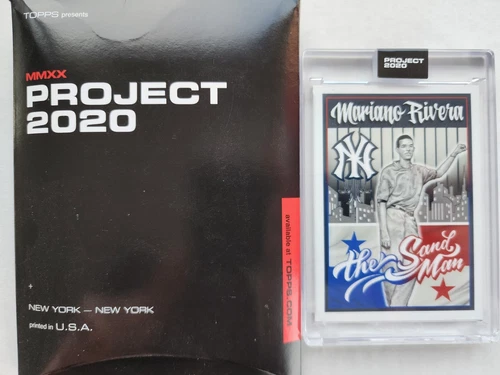 TOPPS presents
MMXX
PROJECT
2020
available at TOPPS.COM
NEW YORK — NEW YORK
printed in U.S.A.
PROJECT
2020
Mariano Rivera
NY
the Sand
Man